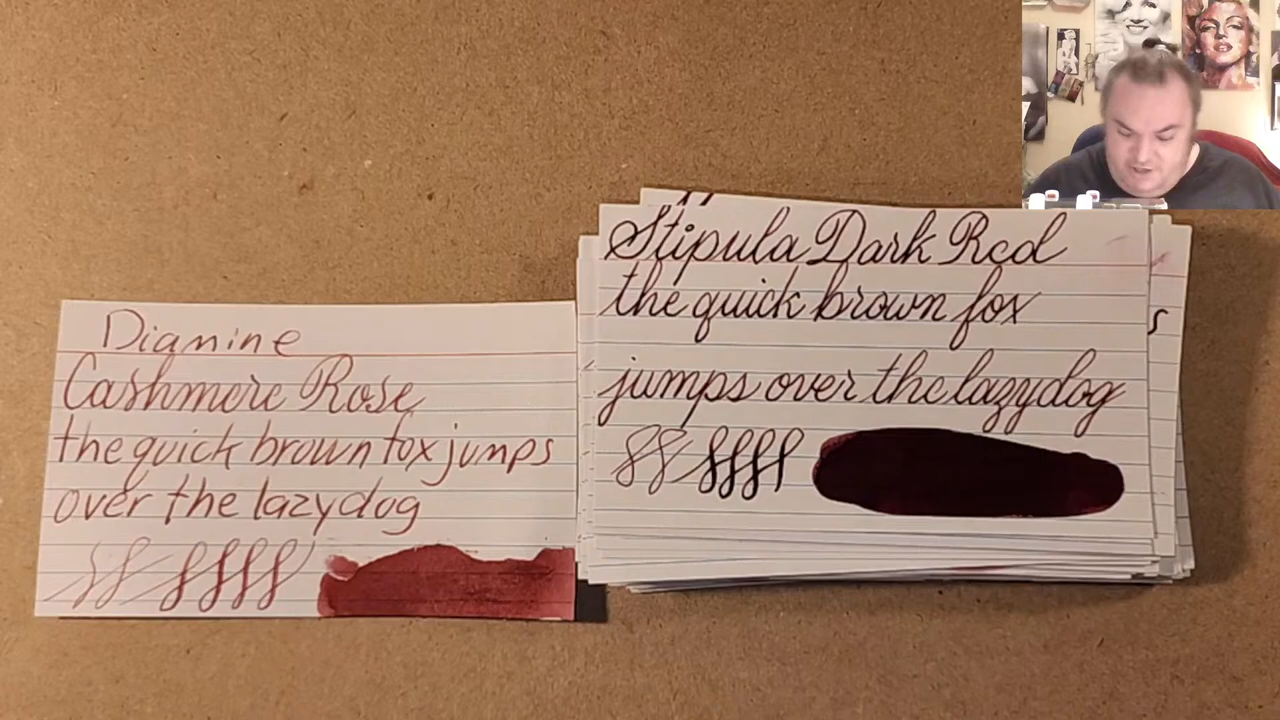 Diamine
Cashmere Rose
the quick brown fox jumps
over the lazy dog
Stipula Dark Red
the quick brown fox
jumps over the lazy dog
s